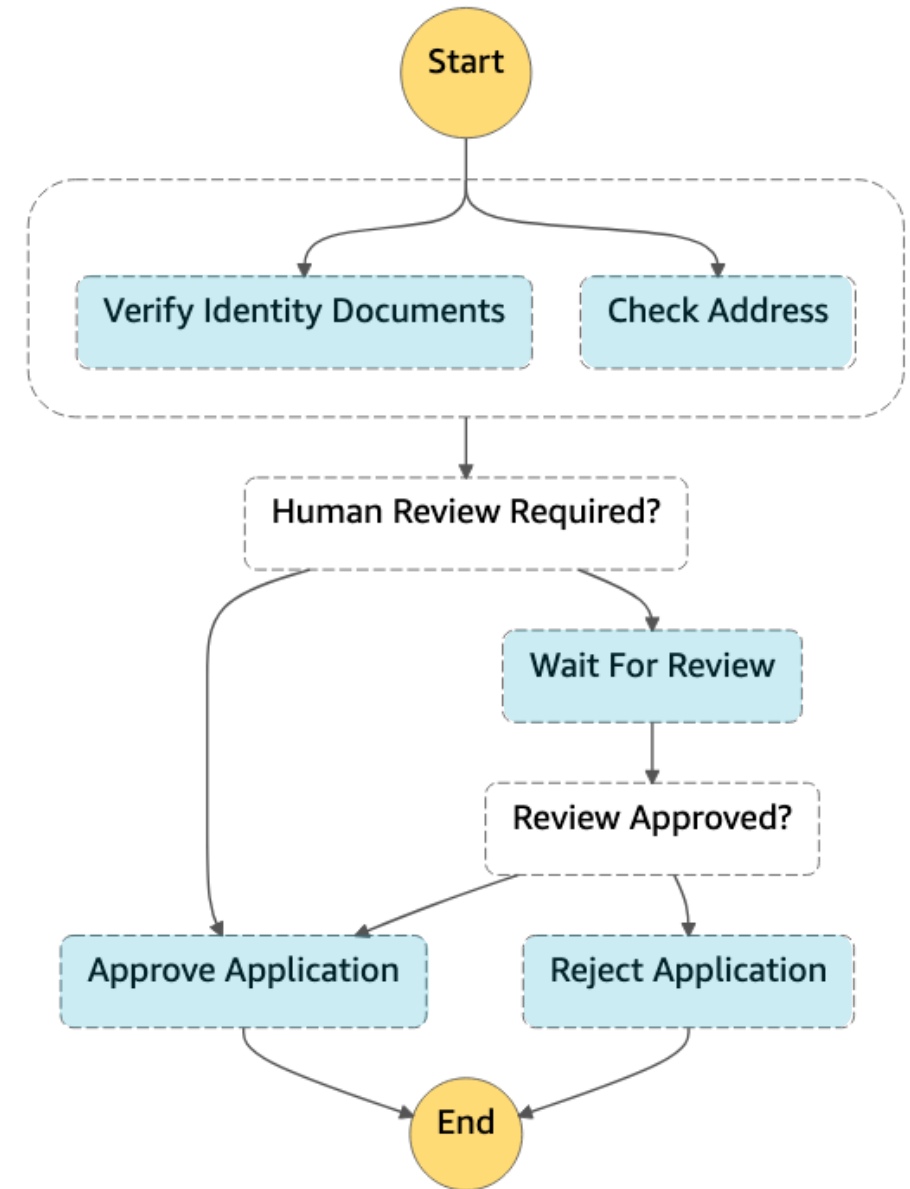 Start
Verify Identity Documents
Check Address
Human Review Required?
Wait For Review
Review Approved?
Approve Application
Reject Application
End